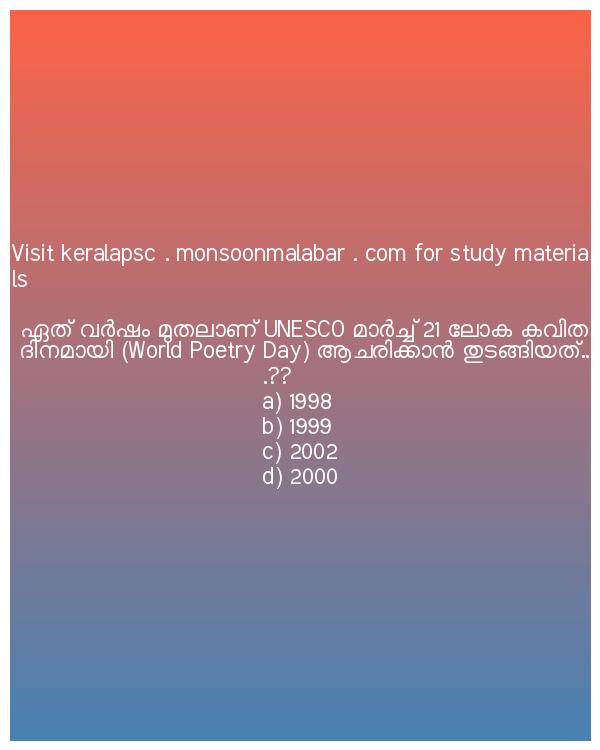 Visit keralapsc . monsoonmalabar . com for study materia
ls
ഏത് വർഷം മുതലാണ് UNESCO മാർച്ച് 21 ലോക കവിത
ദിനമായി (World Poetry Day) ആചരിക്കാൻ തുടങ്ങിയത്..
.??
a) 1998
b) 1999
c) 2002
d) 2000